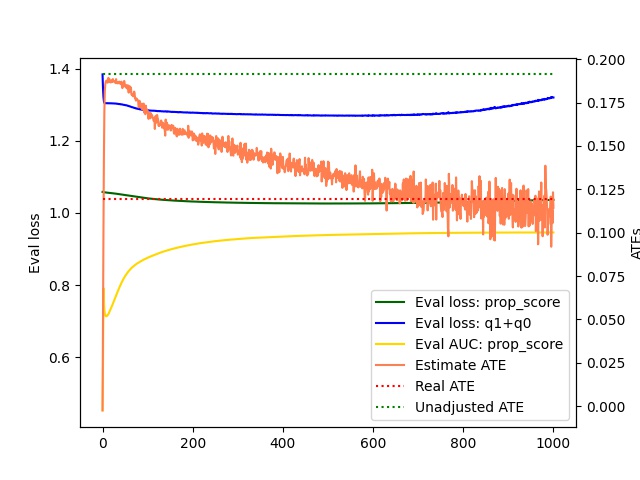 1.4
1.2
1.0
0.8
0.6
Eval loss
0
200
400
600
800
1000
0.200
0.175
0.150
0.125
0.100
0.075
0.050
0.025
0.000
ATEs
Eval loss: prop_score
Eval loss: q1+q0
Eval AUC: prop_score
Estimate ATE
Real ATE
Unadjusted ATE